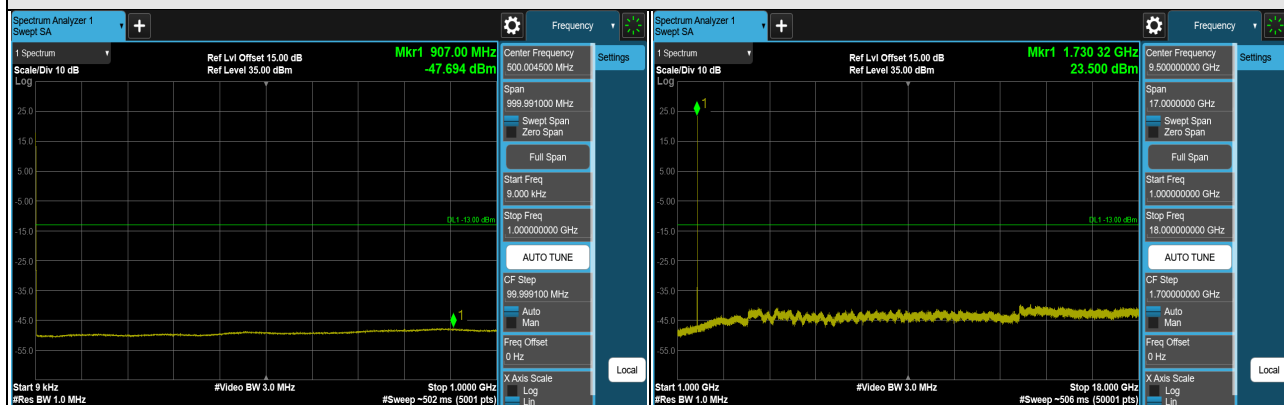 Spectrum Analyzer 1
Swept SA
+
Frequency
1 Spectrum
Scale/Div 10 dB
Log
Ref Lvl Offset 15.00 dB
Ref Level 35.00 dBm
Mkr1 907.00 MHz
-47.694 dBm
25.0
15.0
5.00
-5.00
-15.0
-25.0
-35.0
-45.0
-55.0
DL1 -13.00 dBm
1
Start 9 kHz
#Res BW 1.0 MHz
#Video BW 3.0 MHz
Stop 1.0000 GHz
#Sweep ~502 ms (5001 pts)
Center Frequency
500.004500 MHz
Settings
Span
999.991000 MHz
Swept Span
Zero Span
Full Span
Start Freq
9.000 kHz
Stop Freq
1.000000000 GHz
AUTO TUNE
CF Step
99.999100 MHz
Auto
Man
Freq Offset
0 Hz
X Axis Scale
Log
Lin
Local
Spectrum Analyzer 1
Swept SA
+
Frequency
1 Spectrum
Scale/Div 10 dB
Log
Ref Lvl Offset 15.00 dB
Ref Level 35.00 dBm
Mkr1 1.730 32 GHz
23.500 dBm
25.0
15.0
5.00
-5.00
-15.0
-25.0
-35.0
-45.0
-55.0
1
DL1 -13.00 dBm
Start 1.000 GHz
#Res BW 1.0 MHz
#Video BW 3.0 MHz
Stop 18.000 GHz
#Sweep ~506 ms (50001 pts)
Center Frequency
9.500000000 GHz
Settings
Span
17.0000000 GHz
Swept Span
Zero Span
Full Span
Start Freq
1.000000000 GHz
Stop Freq
18.000000000 GHz
AUTO TUNE
CF Step
1.700000000 GHz
Auto
Man
Freq Offset
0 Hz
X Axis Scale
Log
Lin
Local